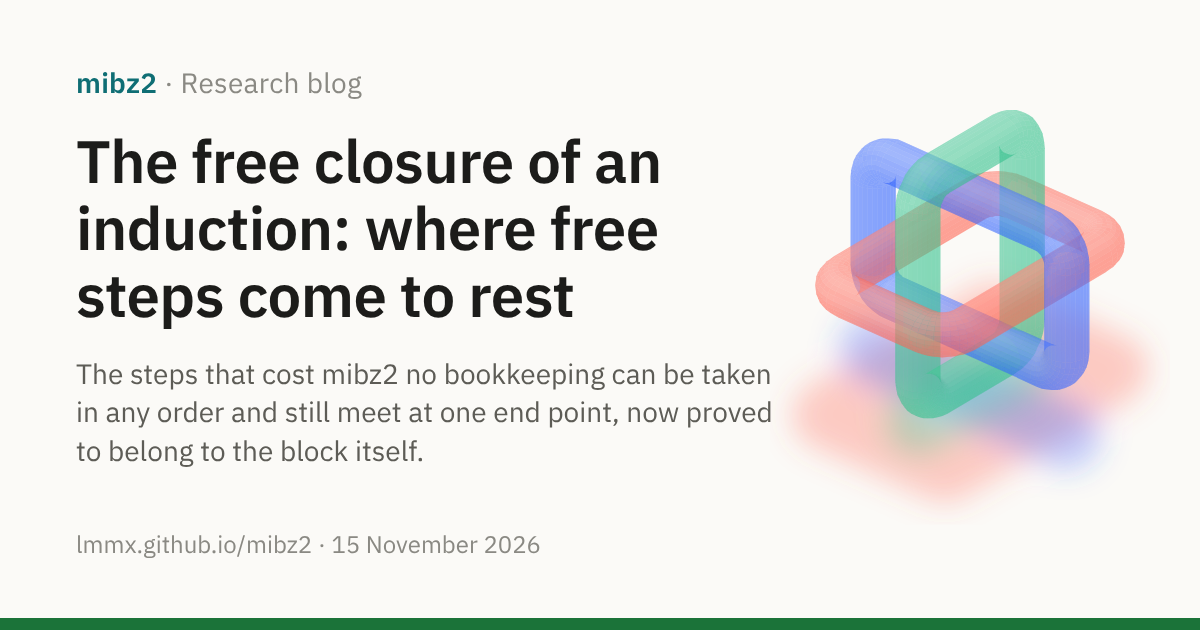 mibz2 · Research blog
The free closure of an
induction: where free
steps come to rest
The steps that cost mibz2 no bookkeeping can be taken
in any order and still meet at one end point, now proved
to belong to the block itself.
lmmx.github.io/mibz2 · 15 November 2026